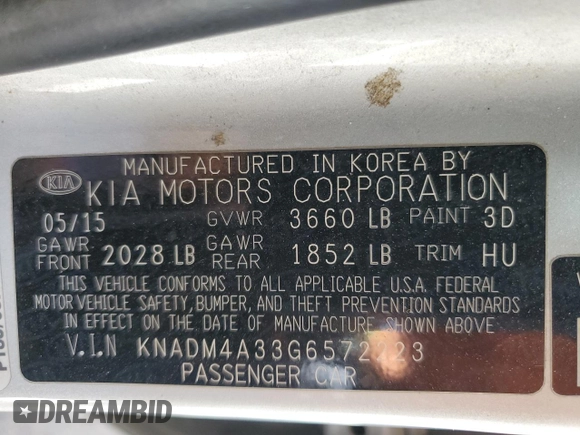 MANUFACTURED IN KOREA BY
KIA KIA MOTORS CORPORATION
05/15 GVWR 3660 LB PAINT 3D
GAWR FRONT 2028 LB GAWR REAR 1852 LB TRIM HU
THIS VEHICLE CONFORMS TO ALL APPLICABLE U.S.A. FEDERAL
MOTOR VEHICLE SAFETY, BUMPER, AND THEFT PREVENTION STANDARDS
IN EFFECT ON THE DATE OF MANUFACTURE SHOWN ABOVE.
V.I.N
PASSENGER CAR
DREAMBID